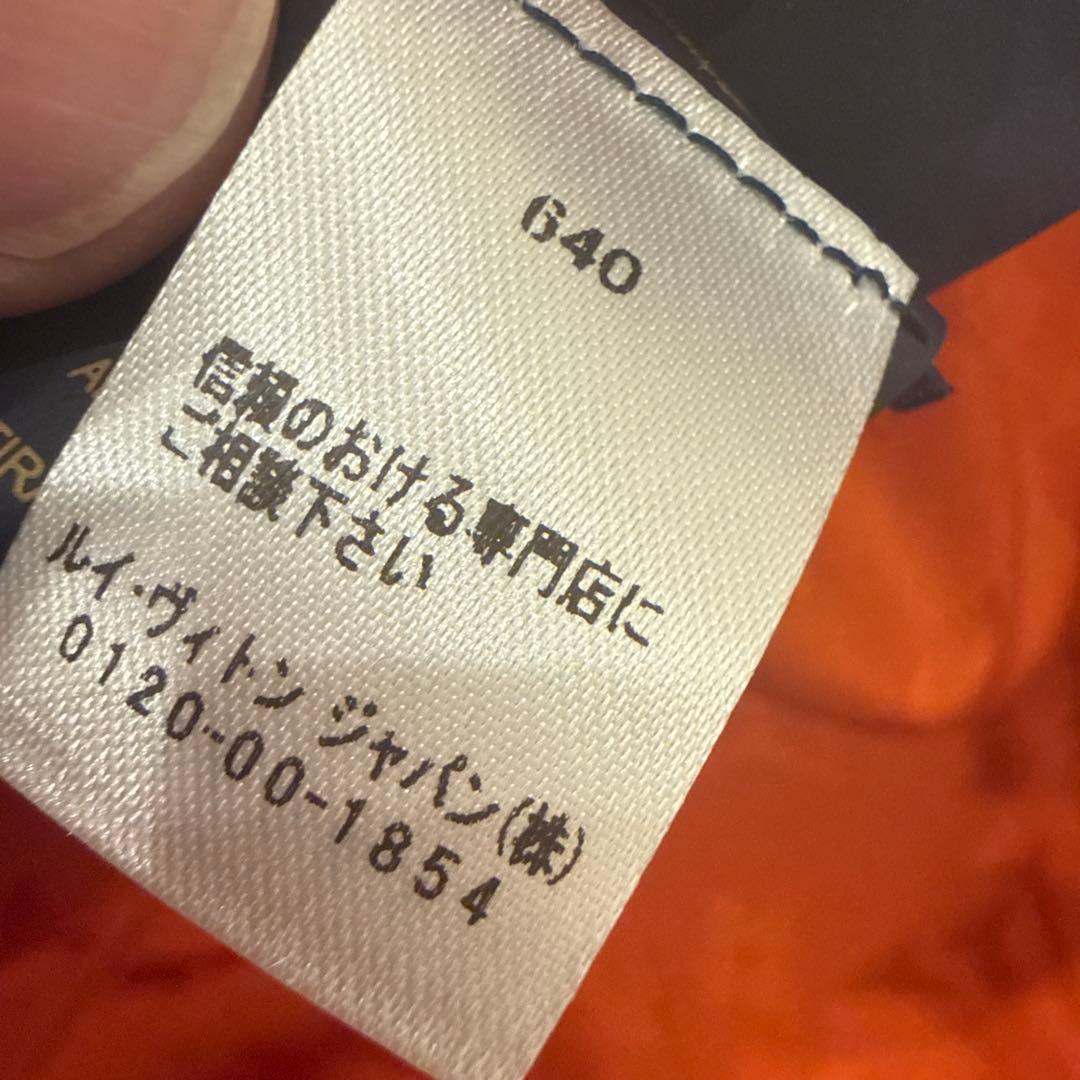 640
信頼のおける専門店に
ご相談下さい
ルイ・ヴィトン ジャパン(株)
0120-00-1854